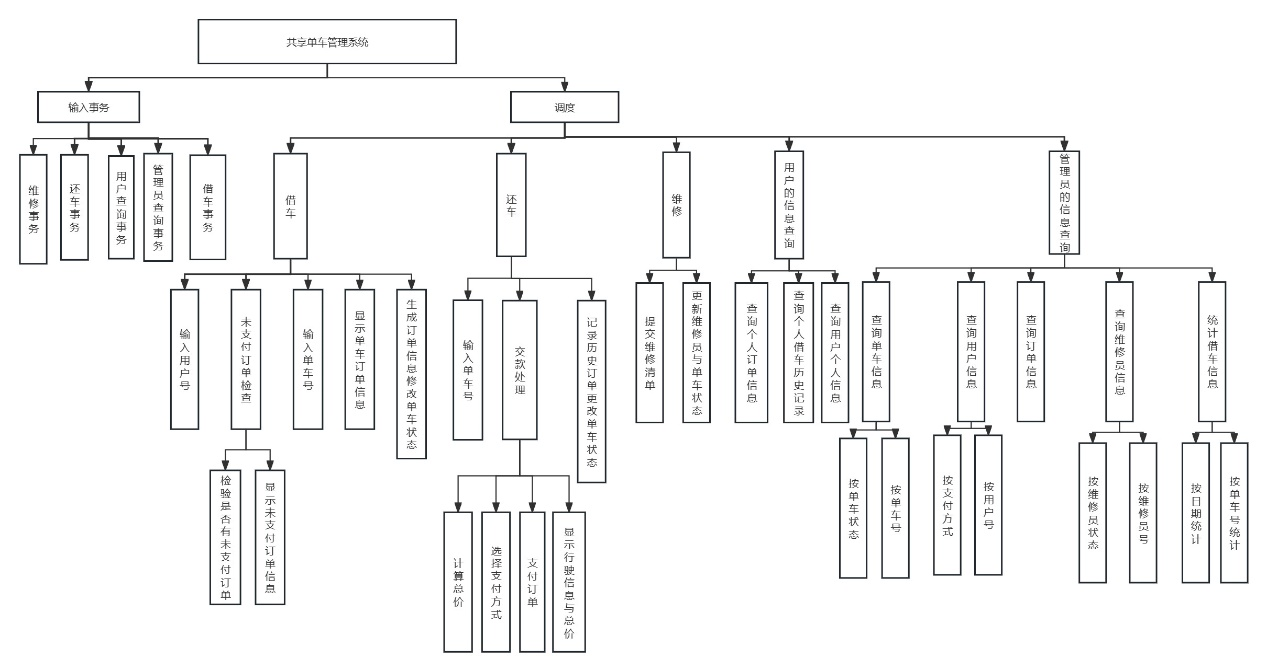 共享单车管理系统
输入事务
调度
维修事务
还车事务
用户查询事务
管理员查询事务
借车事务
借车
还车
维修
用户的信息查询
管理员的信息查询
输入用户号
未支付订单检查
输入单车号
显示单车订单信息
生成订单信息修改单车状态
输入单车号
交款处理
记录历史订单更改单车状态
提交维修清单
更新维修员与单车状态
查询个人订单信息
查询个人借车历史记录
查询用户个人信息
查询单车信息
查询用户信息
查询订单信息
查询维修员信息
统计借车信息
检验是否有未支付订单
显示未支付订单信息
计算总价
选择支付方式
支付订单
显示行驶信息与总价
按单车状态
按单车号
按支付方式
按用户号
按维修员状态
按维修员号
按日期统计
按单车号统计